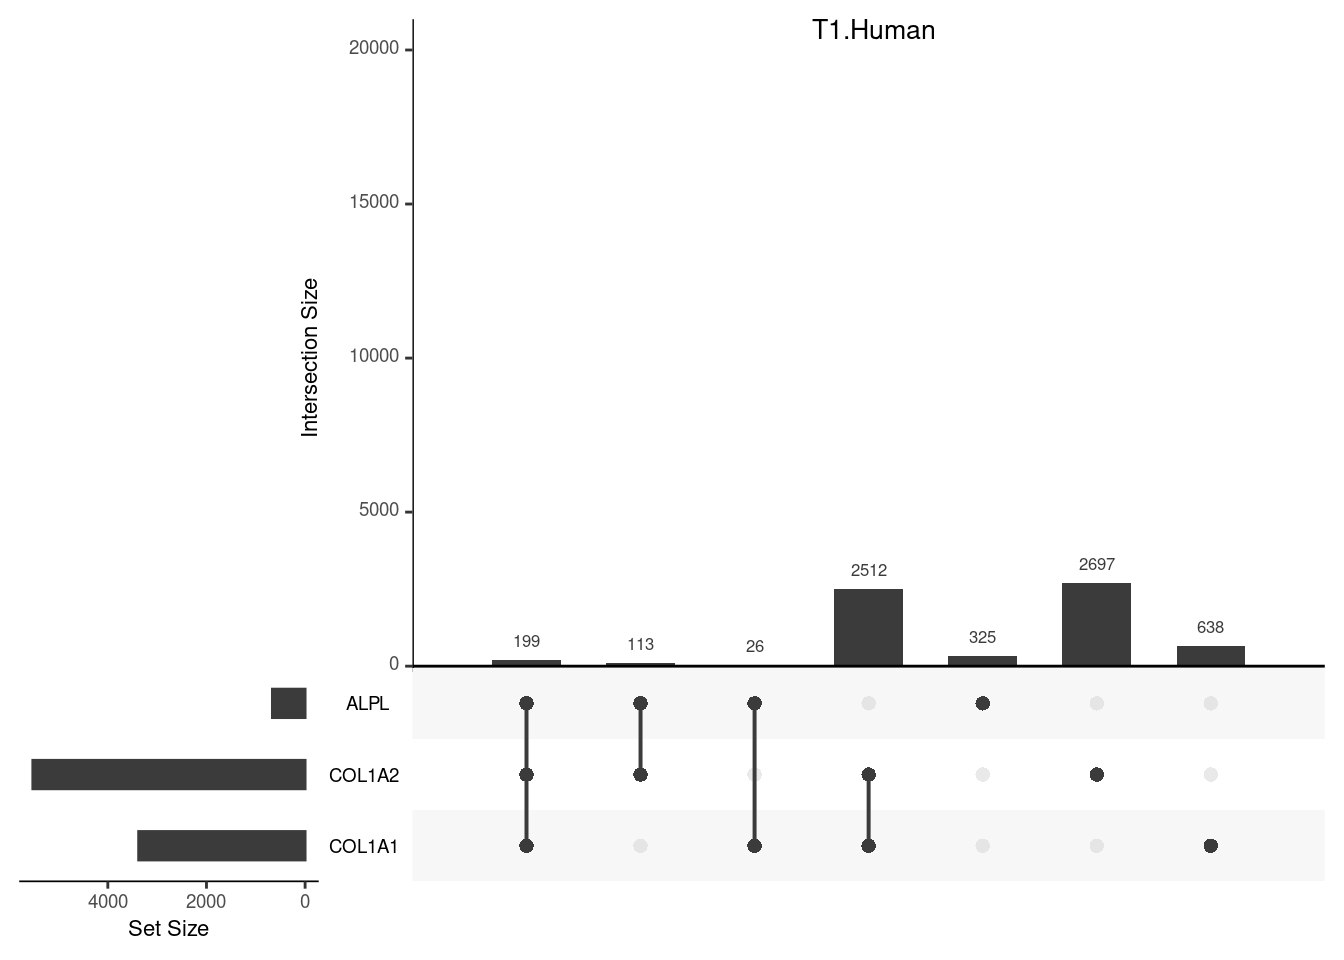 T1.Human
20000
15000
10000
5000
0
Intersection Size
199
113
26
2512
325
2697
638
ALPL
COL1A2
COL1A1
4000 2000 0
Set Size